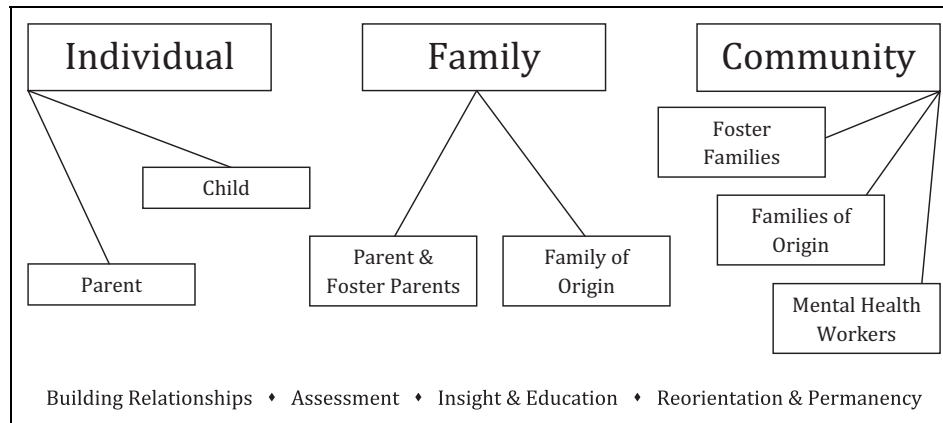 Individual
Family
Community
Foster
Families
Child
Families of
Origin
Parent &
Foster Parents
Family of
Origin
Parent
Mental Health
Workers
Building Relationships ♦ Assessment ♦ Insight & Education ♦ Reorientation & Permanency